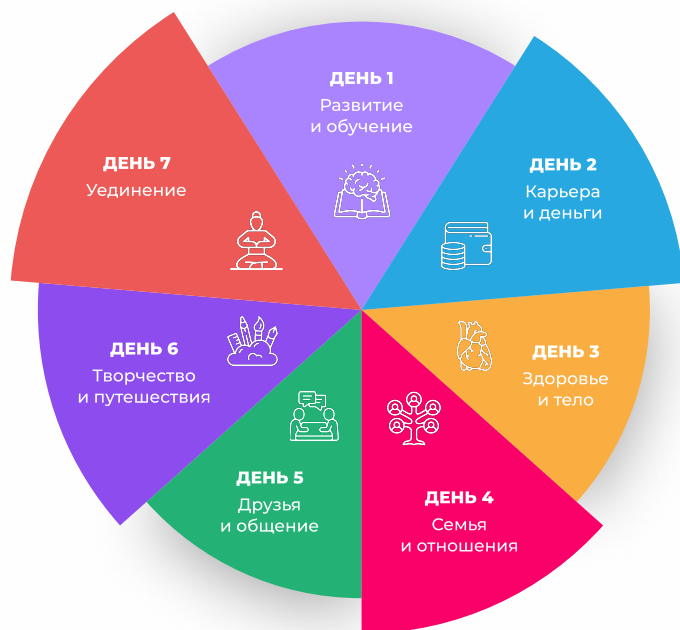 ДЕНЬ 1
Развитие
и обучение
ДЕНЬ 2
Карьера
и деньги
ДЕНЬ 3
Здоровье
и тело
ДЕНЬ 4
Семья
и отношения
ДЕНЬ 5
Друзья
и общение
ДЕНЬ 6
Творчество
и путешествия
ДЕНЬ 7
Уединение